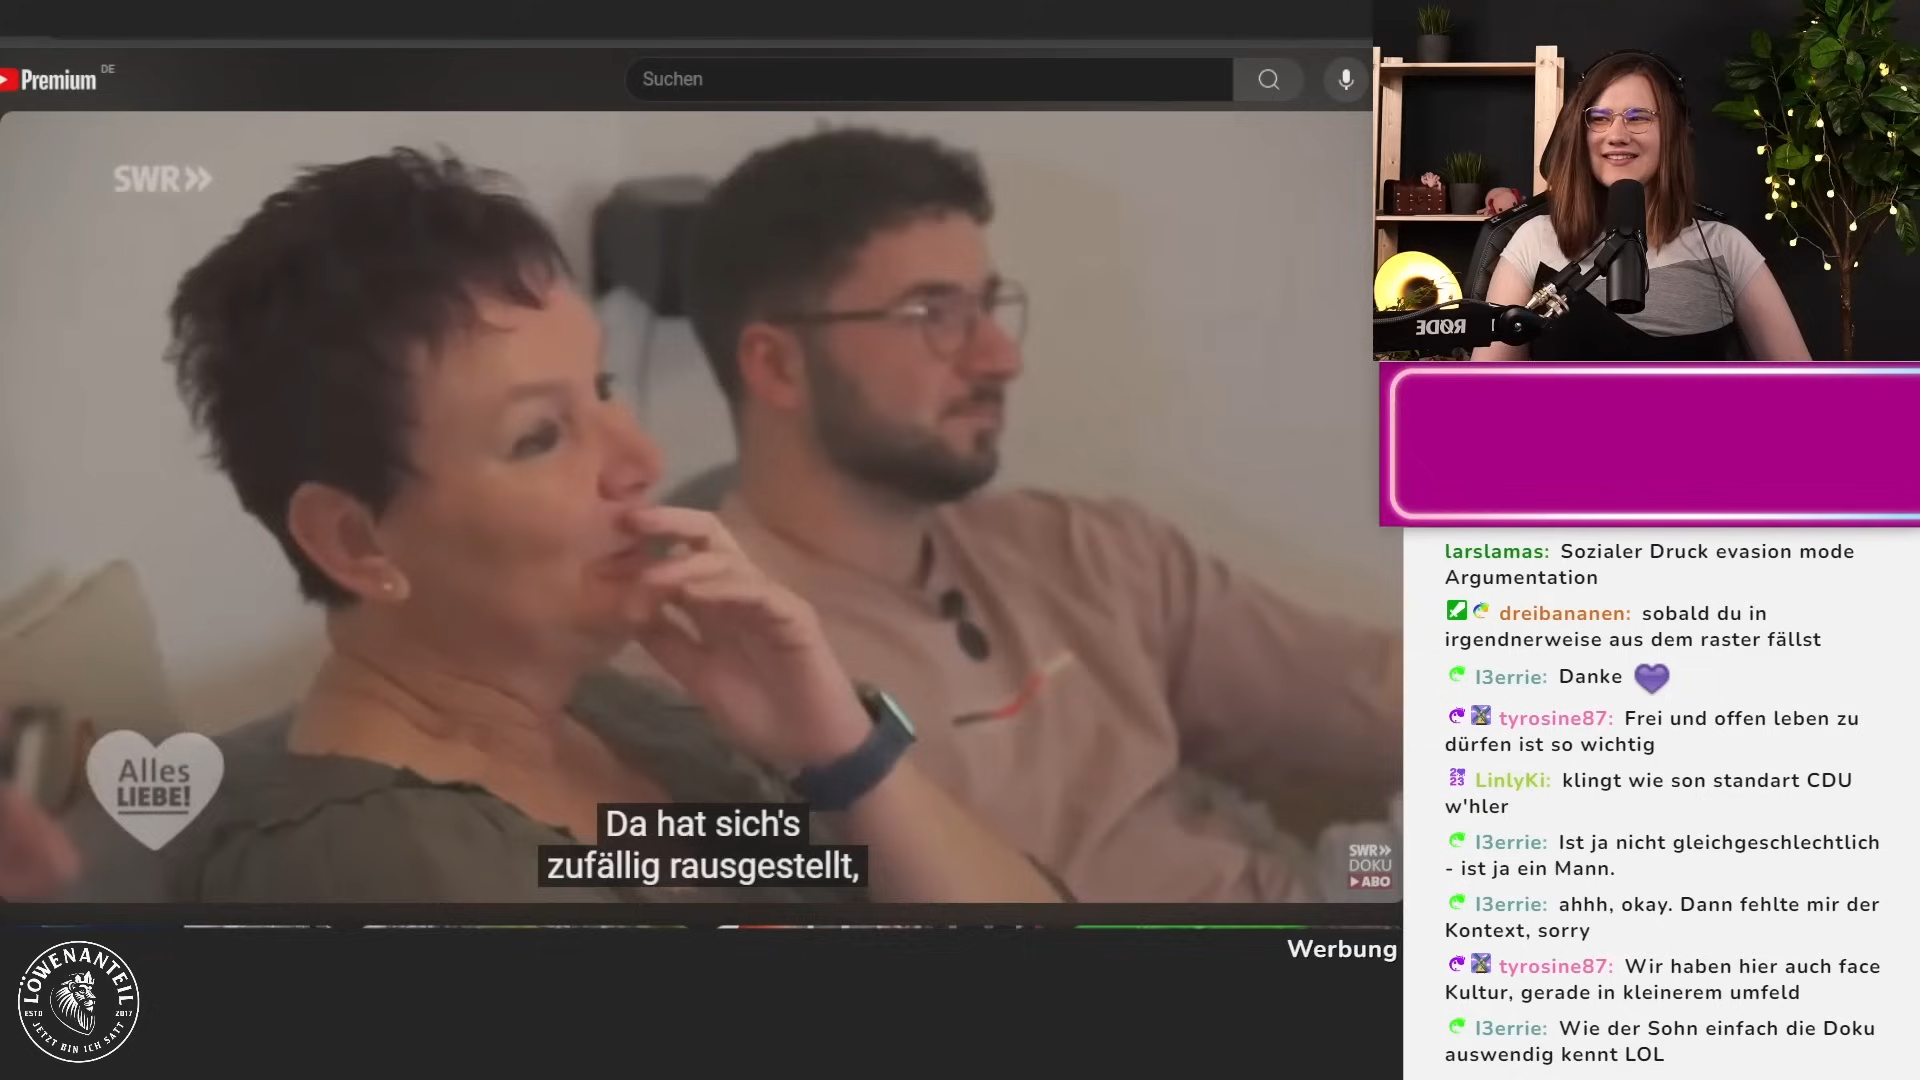 Premium DE
Suchen
SWR
Alles
LIEBE!
Da hat sich's
zufällig rausgestellt,
SWR
DOKU
ABO
Werbung
LÖWENANTEIL
ESTD 2017
JETZT BIN ICH SATT
RØDE
larslamas: Sozialer Druck evasion mode
Argumentation
dreibananen: sobald du in
irgendnerweise aus dem raster fällst
l3errie: Danke
tyrosine87: Frei und offen leben zu
dürfen ist so wichtig
LinlyKi: klingt wie son standart CDU
w'hler
l3errie: Ist ja nicht gleichgeschlechtlich
- ist ja ein Mann.
l3errie: ahhh, okay. Dann fehlte mir der
Kontext, sorry
tyrosine87: Wir haben hier auch face
Kultur, gerade in kleinerem umfeld
l3errie: Wie der Sohn einfach die Doku
auswendig kennt LOL